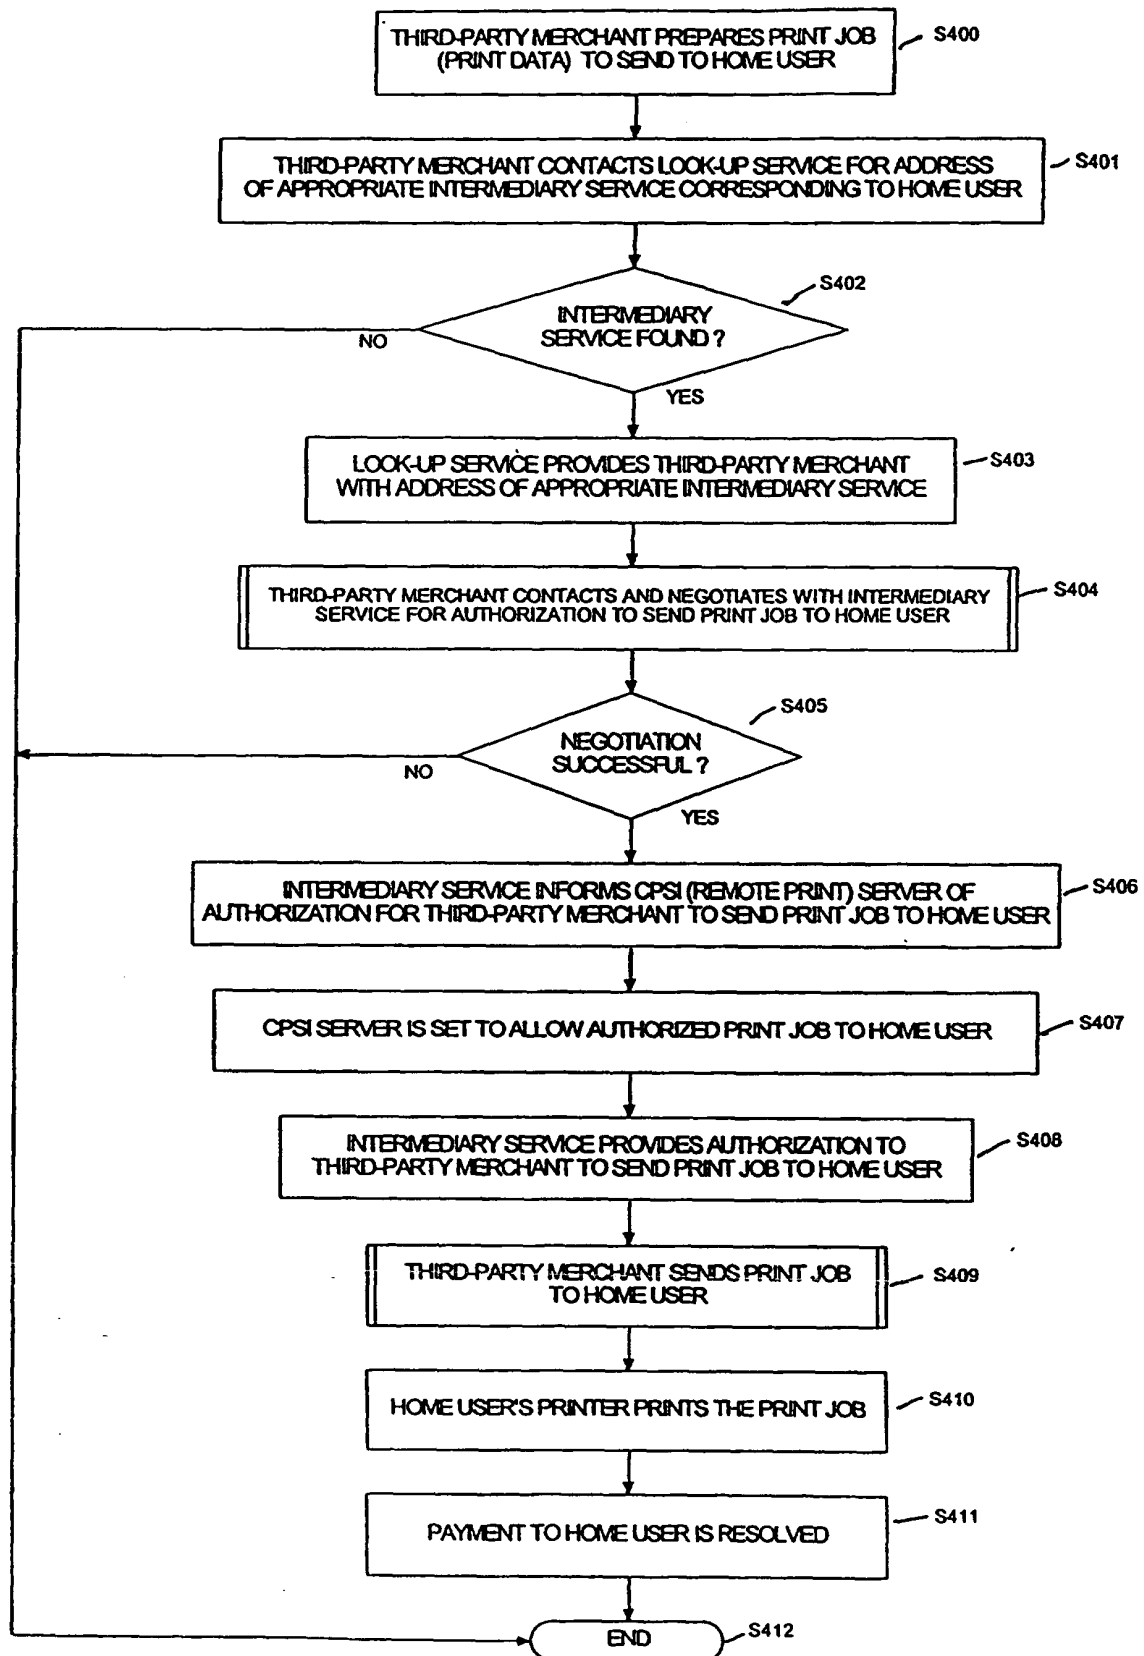 THIRD-PARTY MERCHANT PREPARES PRINT JOB
(PRINT DATA) TO SEND TO HOME USER
S400
THIRD-PARTY MERCHANT CONTACTS LOOK-UP SERVICE FOR ADDRESS
OF APPROPRIATE INTERMEDIARY SERVICE CORRESPONDING TO HOME USER
S401
INTERMEDIARY
SERVICE FOUND ?
S402
NO
YES
LOOK-UP SERVICE PROVIDES THIRD-PARTY MERCHANT
WITH ADDRESS OF APPROPRIATE INTERMEDIARY SERVICE
S403
THIRD-PARTY MERCHANT CONTACTS AND NEGOTIATES WITH INTERMEDIARY
SERVICE FOR AUTHORIZATION TO SEND PRINT JOB TO HOME USER
S404
NEGOTIATION
SUCCESSFUL ?
S405
NO
YES
INTERMEDIARY SERVICE INFORMS CPSI (REMOTE PRINT) SERVER OF
AUTHORIZATION FOR THIRD-PARTY MERCHANT TO SEND PRINT JOB TO HOME USER
S406
CPSI SERVER IS SET TO ALLOW AUTHORIZED PRINT JOB TO HOME USER
S407
INTERMEDIARY SERVICE PROVIDES AUTHORIZATION TO
THIRD-PARTY MERCHANT TO SEND PRINT JOB TO HOME USER
S408
THIRD-PARTY MERCHANT SENDS PRINT JOB
TO HOME USER
S409
HOME USER'S PRINTER PRINTS THE PRINT JOB
S410
PAYMENT TO HOME USER IS RESOLVED
S411
END
S412